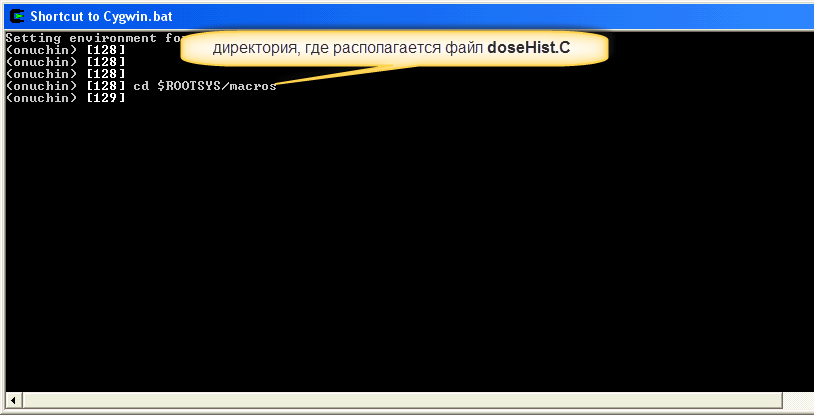 Shortcut to Cygwin.bat
Setting environment fo
директория, где располагается файл doseHist.C
(onuchin) [128]
(onuchin) [128]
(onuchin) [128]
(onuchin) [128] cd $ROOTSYS/macros
(onuchin) [129]